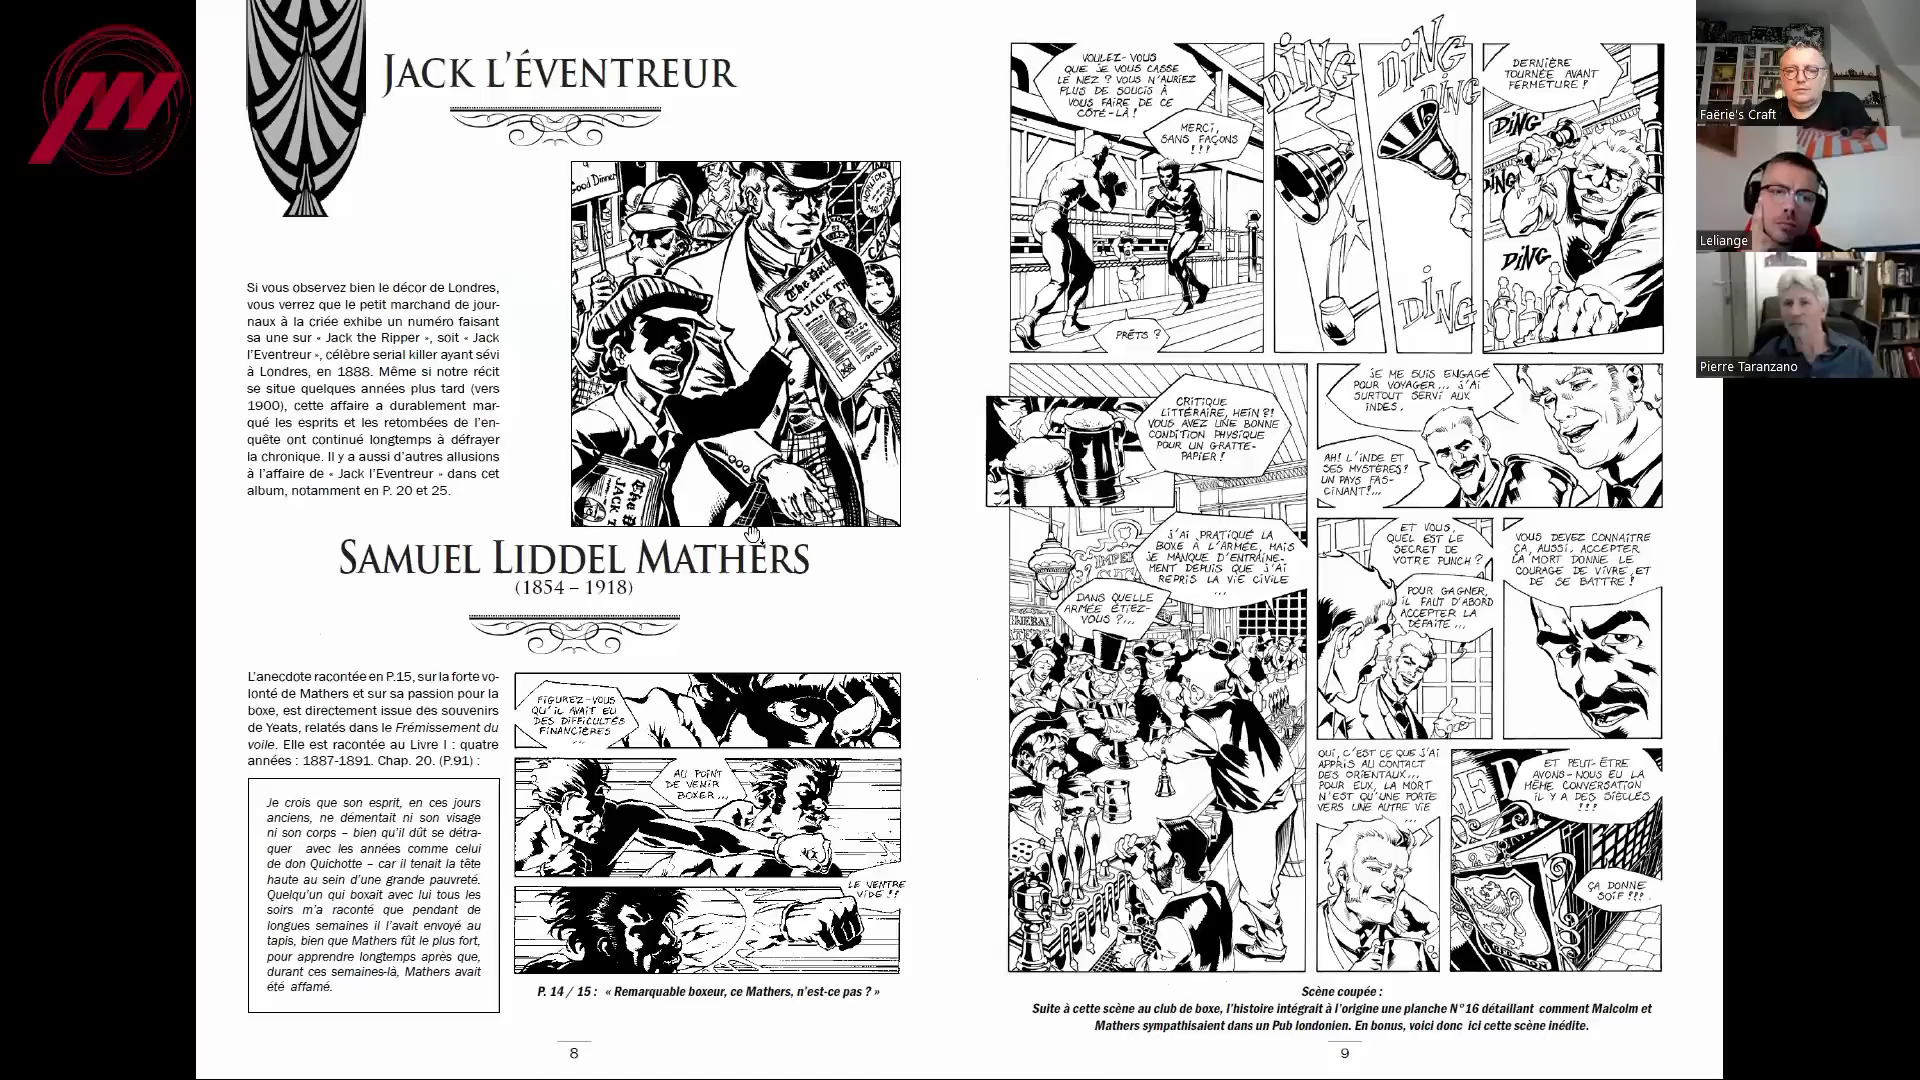 JACK L'ÉVENTREUR
Si vous observez bien le décor de Londres,
vous verrez que le petit marchand de jour-
naux à la criée exhibe un numéro faisant
sa une sur « Jack the Ripper », soit « Jack
l'Eventreur », célèbre serial killer ayant sévi
à Londres, en 1888. Même si notre récit
se situe quelques années plus tard (vers
1900), cette affaire a durablement mar-
qué les esprits et les retombées de l'en-
quête ont continué longtemps à défrayer
la chronique. Il y a aussi d'autres allusions
à l'affaire de « Jack l'Eventreur » dans cet
album, notamment en P. 20 et 25.
Good Dinner
JACK TH
SAMUEL LIDDEL MATHERS
(1854 – 1918)
L'anecdote racontée en P.15, sur la forte vo-
lonté de Mathers et sur sa passion pour la
boxe, est directement issue des souvenirs
de Yeats, relatés dans le Frémissement du
voile. Elle est racontée au Livre I : quatre
années : 1887-1891. Chap. 20. (P.91) :
Je crois que son esprit, en ces jours
anciens, ne démentait ni son visage
ni son corps – bien qu'il dût se détra-
quer avec les années comme celui
de don Quichotte – car il tenait la tête
haute au sein d'une grande pauvreté.
Quelqu'un qui boxait avec lui tous les
soirs m'a raconté que pendant de
longues semaines il l'avait envoyé au
tapis, bien que Mathers fût le plus fort,
pour apprendre longtemps après que,
durant ces semaines-là, Mathers avait
été affamé.
FIGUREZ-VOUS
QU'IL AVAIT EU
DES DIFFICULTÉS
FINANCIÈRES
...
AU POINT
DE VENIR
BOXER...
LE VENTRE
VIDE !!
P. 14 / 15 : « Remarquable boxeur, ce Mathers, n'est-ce pas ? »
8
VOULEZ-VOUS
QUE JE VOUS CASSE
LE NEZ ? VOUS N'AURIEZ
PLUS DE SOUCIS À
VOUS FAIRE DE CE
CÔTÉ-LÀ !
MERCI,
SANS FAÇONS
!!!
PRÊTS ?
DING
DING
DING
DING
DERNIÈRE
TOURNÉE AVANT
FERMETURE !
DING
DING
DING
CRITIQUE
LITTÉRAIRE, HEIN ?!
VOUS AVEZ UNE BONNE
CONDITION PHYSIQUE
POUR UN GRATTE-
PAPIER !
J'AI PRATIQUÉ LA
BOXE À L'ARMÉE, MAIS
JE MANQUE D'ENTRAÎNE-
MENT DEPUIS QUE J'AI
REPRIS LA VIE CIVILE
...
DANS QUELLE
ARMÉE ÉTIEZ-
VOUS ?...
JE ME SUIS ENGAGÉ
POUR VOYAGER... J'AI
SURTOUT SERVI AUX
INDES.
AH! L'INDE ET
SES MYSTÈRES?
UN PAYS FAS-
CINANT!...
ET VOUS,
QUEL EST LE
SECRET DE
VOTRE PUNCH ?
POUR GAGNER,
IL FAUT D'ABORD
ACCEPTER LA
DÉFAITE...
VOUS DEVEZ CONNAÎTRE
ÇA, AUSSI, ACCEPTER
LA MORT DONNE LE
COURAGE DE VIVRE, ET
DE SE BATTRE !
OUI, C'EST CE QUE J'AI
APPRIS AU CONTACT
DES ORIENTAUX...
POUR EUX, LA MORT
N'EST QU'UNE PORTE
VERS UNE AUTRE VIE
...
ET PEUT-ÊTRE
AVONS-NOUS EU LA
MÊME CONVERSATION
IL Y A DES SIÈCLES
!!!
ÇA DONNE
SOIF !!!
Scène coupée :
Suite à cette scène au club de boxe, l'histoire intégrait à l'origine une planche N°16 détaillant comment Malcolm et
Mathers sympathisaient dans un Pub londonien. En bonus, voici donc ici cette scène inédite.
9
Faërie's Craft
Leliange
Pierre Taranzano